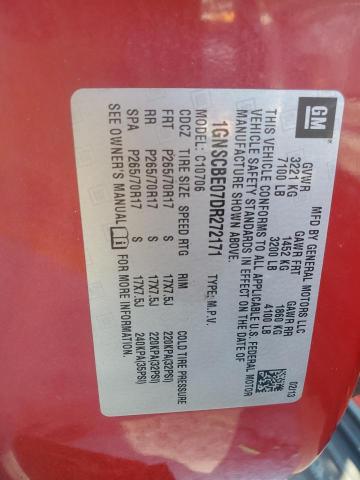 GM
MFD BY GENERAL MOTORS LLC 02/13
GVWR GAWR FRT GAWR RR
3221 KG 1452 KG 1860 KG
7100 LB 3200 LB 4100 LB
THIS VEHICLE CONFORMS TO ALL APPLICABLE U.S. FEDERAL MOTOR
VEHICLE SAFETY STANDARDS IN EFFECT ON THE DATE OF
MANUFACTURE SHOWN ABOVE.
1GNSCBE07DR272171 TYPE: M.P.V.
MODEL: C10706
CDCZ TIRE SIZE SPEED RTG RIM COLD TIRE PRESSURE
FRT P265/70R17 S 17X7.5J 220KPA(32PSI)
RR P265/70R17 S 17X7.5J 220KPA(32PSI)
SPA P265/70R17 S 17X7.5J 240KPA(35PSI)
SEE OWNER'S MANUAL